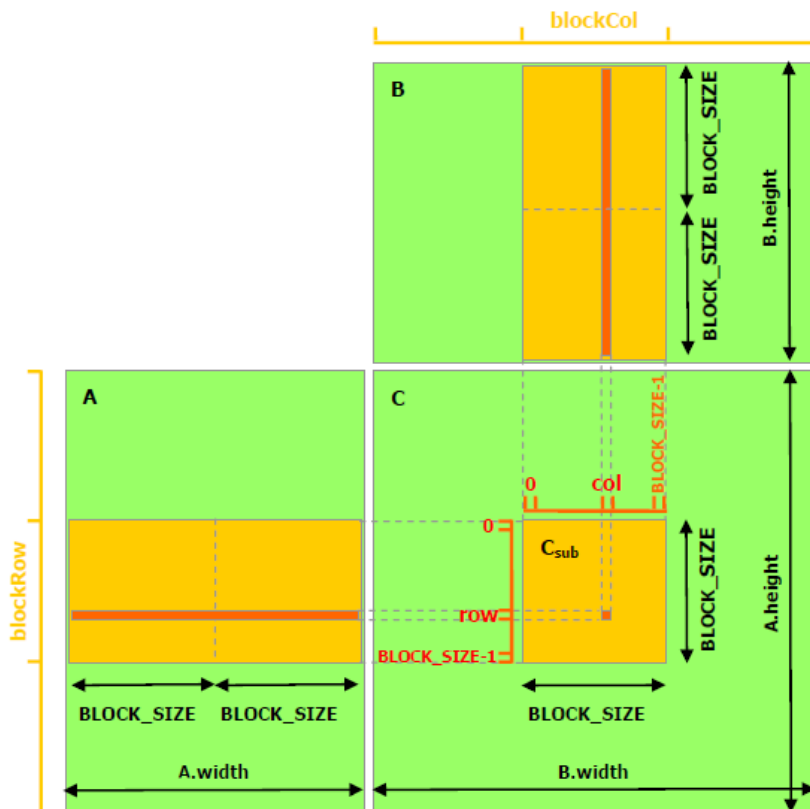 blockCol
B
BLOCK_SIZE
BLOCK_SIZE
B.height
A
C
BLOCK_SIZE-1
0
col
0
Csub
blockRow
row
BLOCK_SIZE-1
BLOCK_SIZE
A.height
BLOCK_SIZE BLOCK_SIZE
BLOCK_SIZE
A.width
B.width